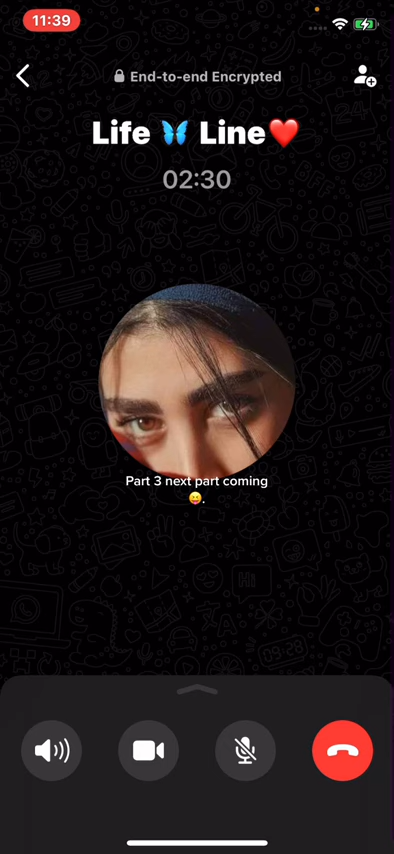 11:39
End-to-end Encrypted
Life 🦋 Line❤️
02:30
Part 3 next part coming
😛.